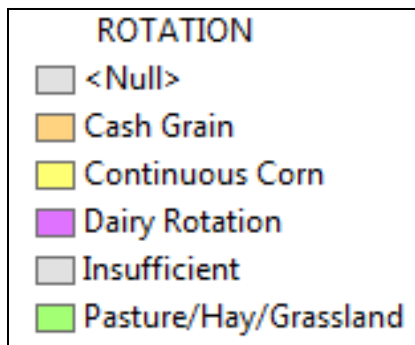 ROTATION
<Null>
Cash Grain
Continuous Corn
Dairy Rotation
Insufficient
Pasture/Hay/Grassland